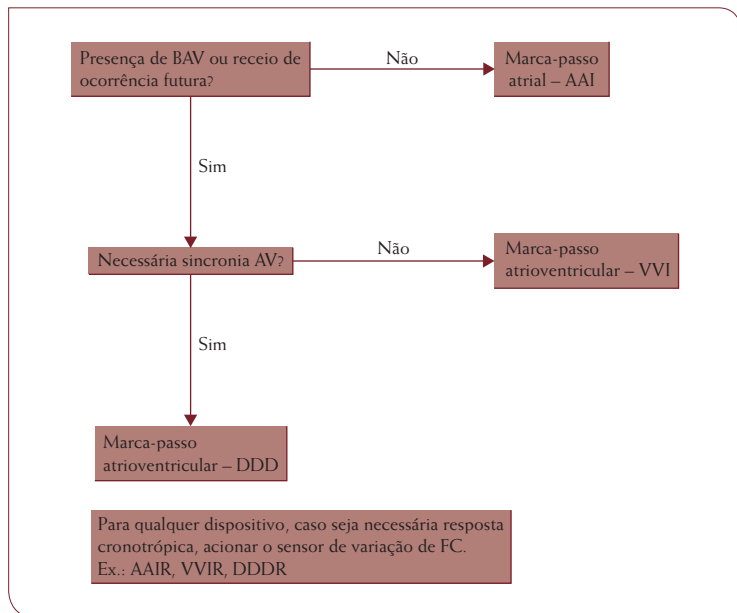 Presença de BAV ou receio de
ocorrência futura?
Não
Marca-passo
atrial – AAI
Sim
Necessária sincronia AV?
Não
Marca-passo
atrioventricular – VVI
Sim
Marca-passo
atrioventricular – DDD
Para qualquer dispositivo, caso seja necessária resposta
cronotrópica, acionar o sensor de variação de FC.
Ex.: AAIR, VVIR, DDDR